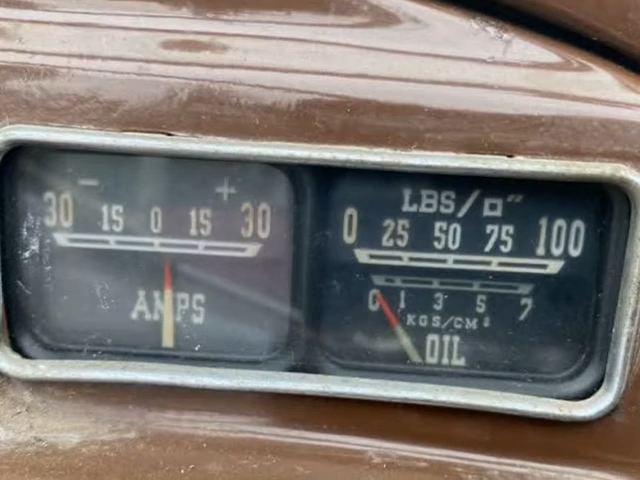 − +
30 15 0 15 30
AMPS
LBS/□"
0 25 50 75 100
0 1 3 5 7
KGS/CM²
OIL